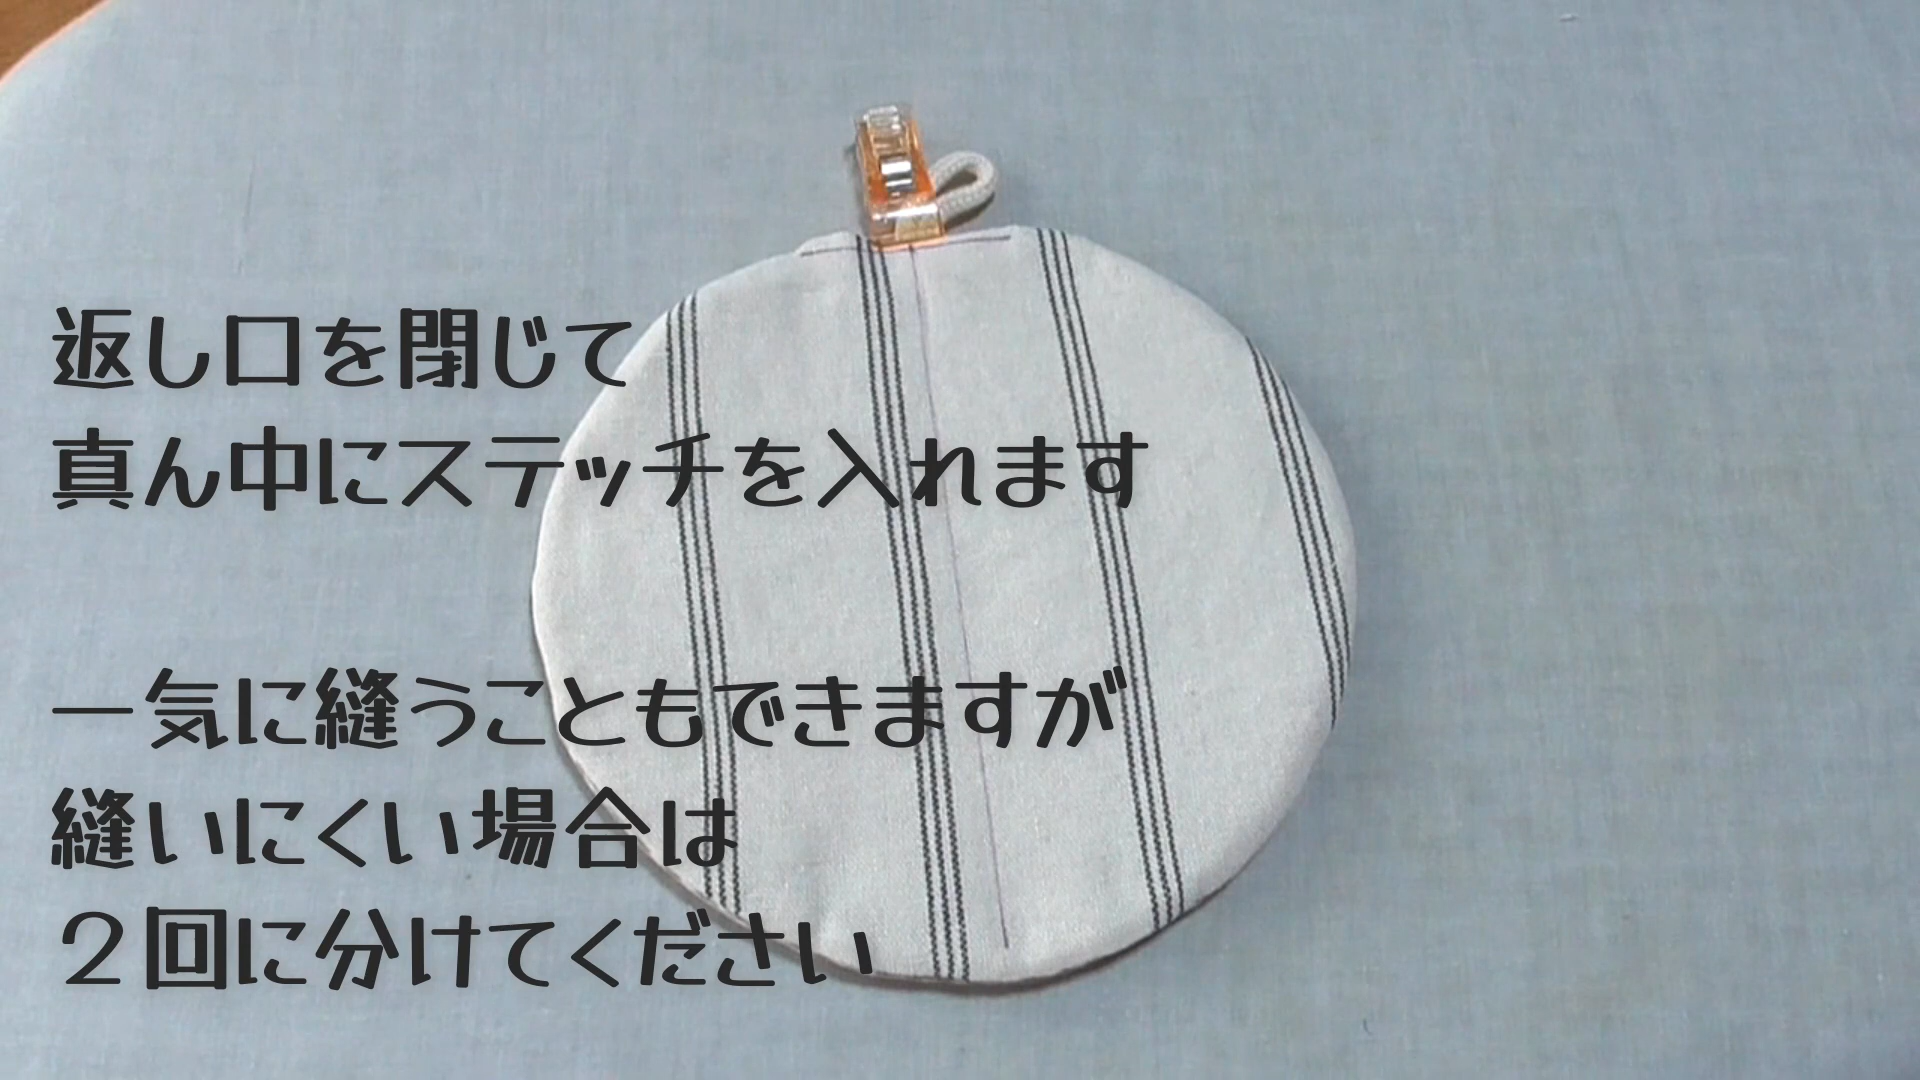 返し口を閉じて
真ん中にステッチを入れます
一気に縫うこともできますが
縫いにくい場合は
２回に分けてください